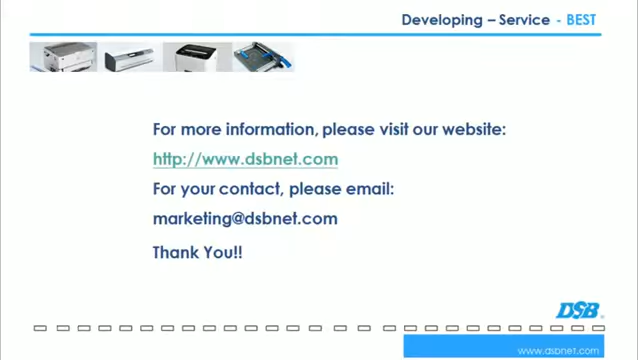 Developing – Service - BEST
For more information, please visit our website:
http://www.dsbnet.com
For your contact, please email:
marketing@dsbnet.com
Thank You!!
DSB®
www.dsbnet.com